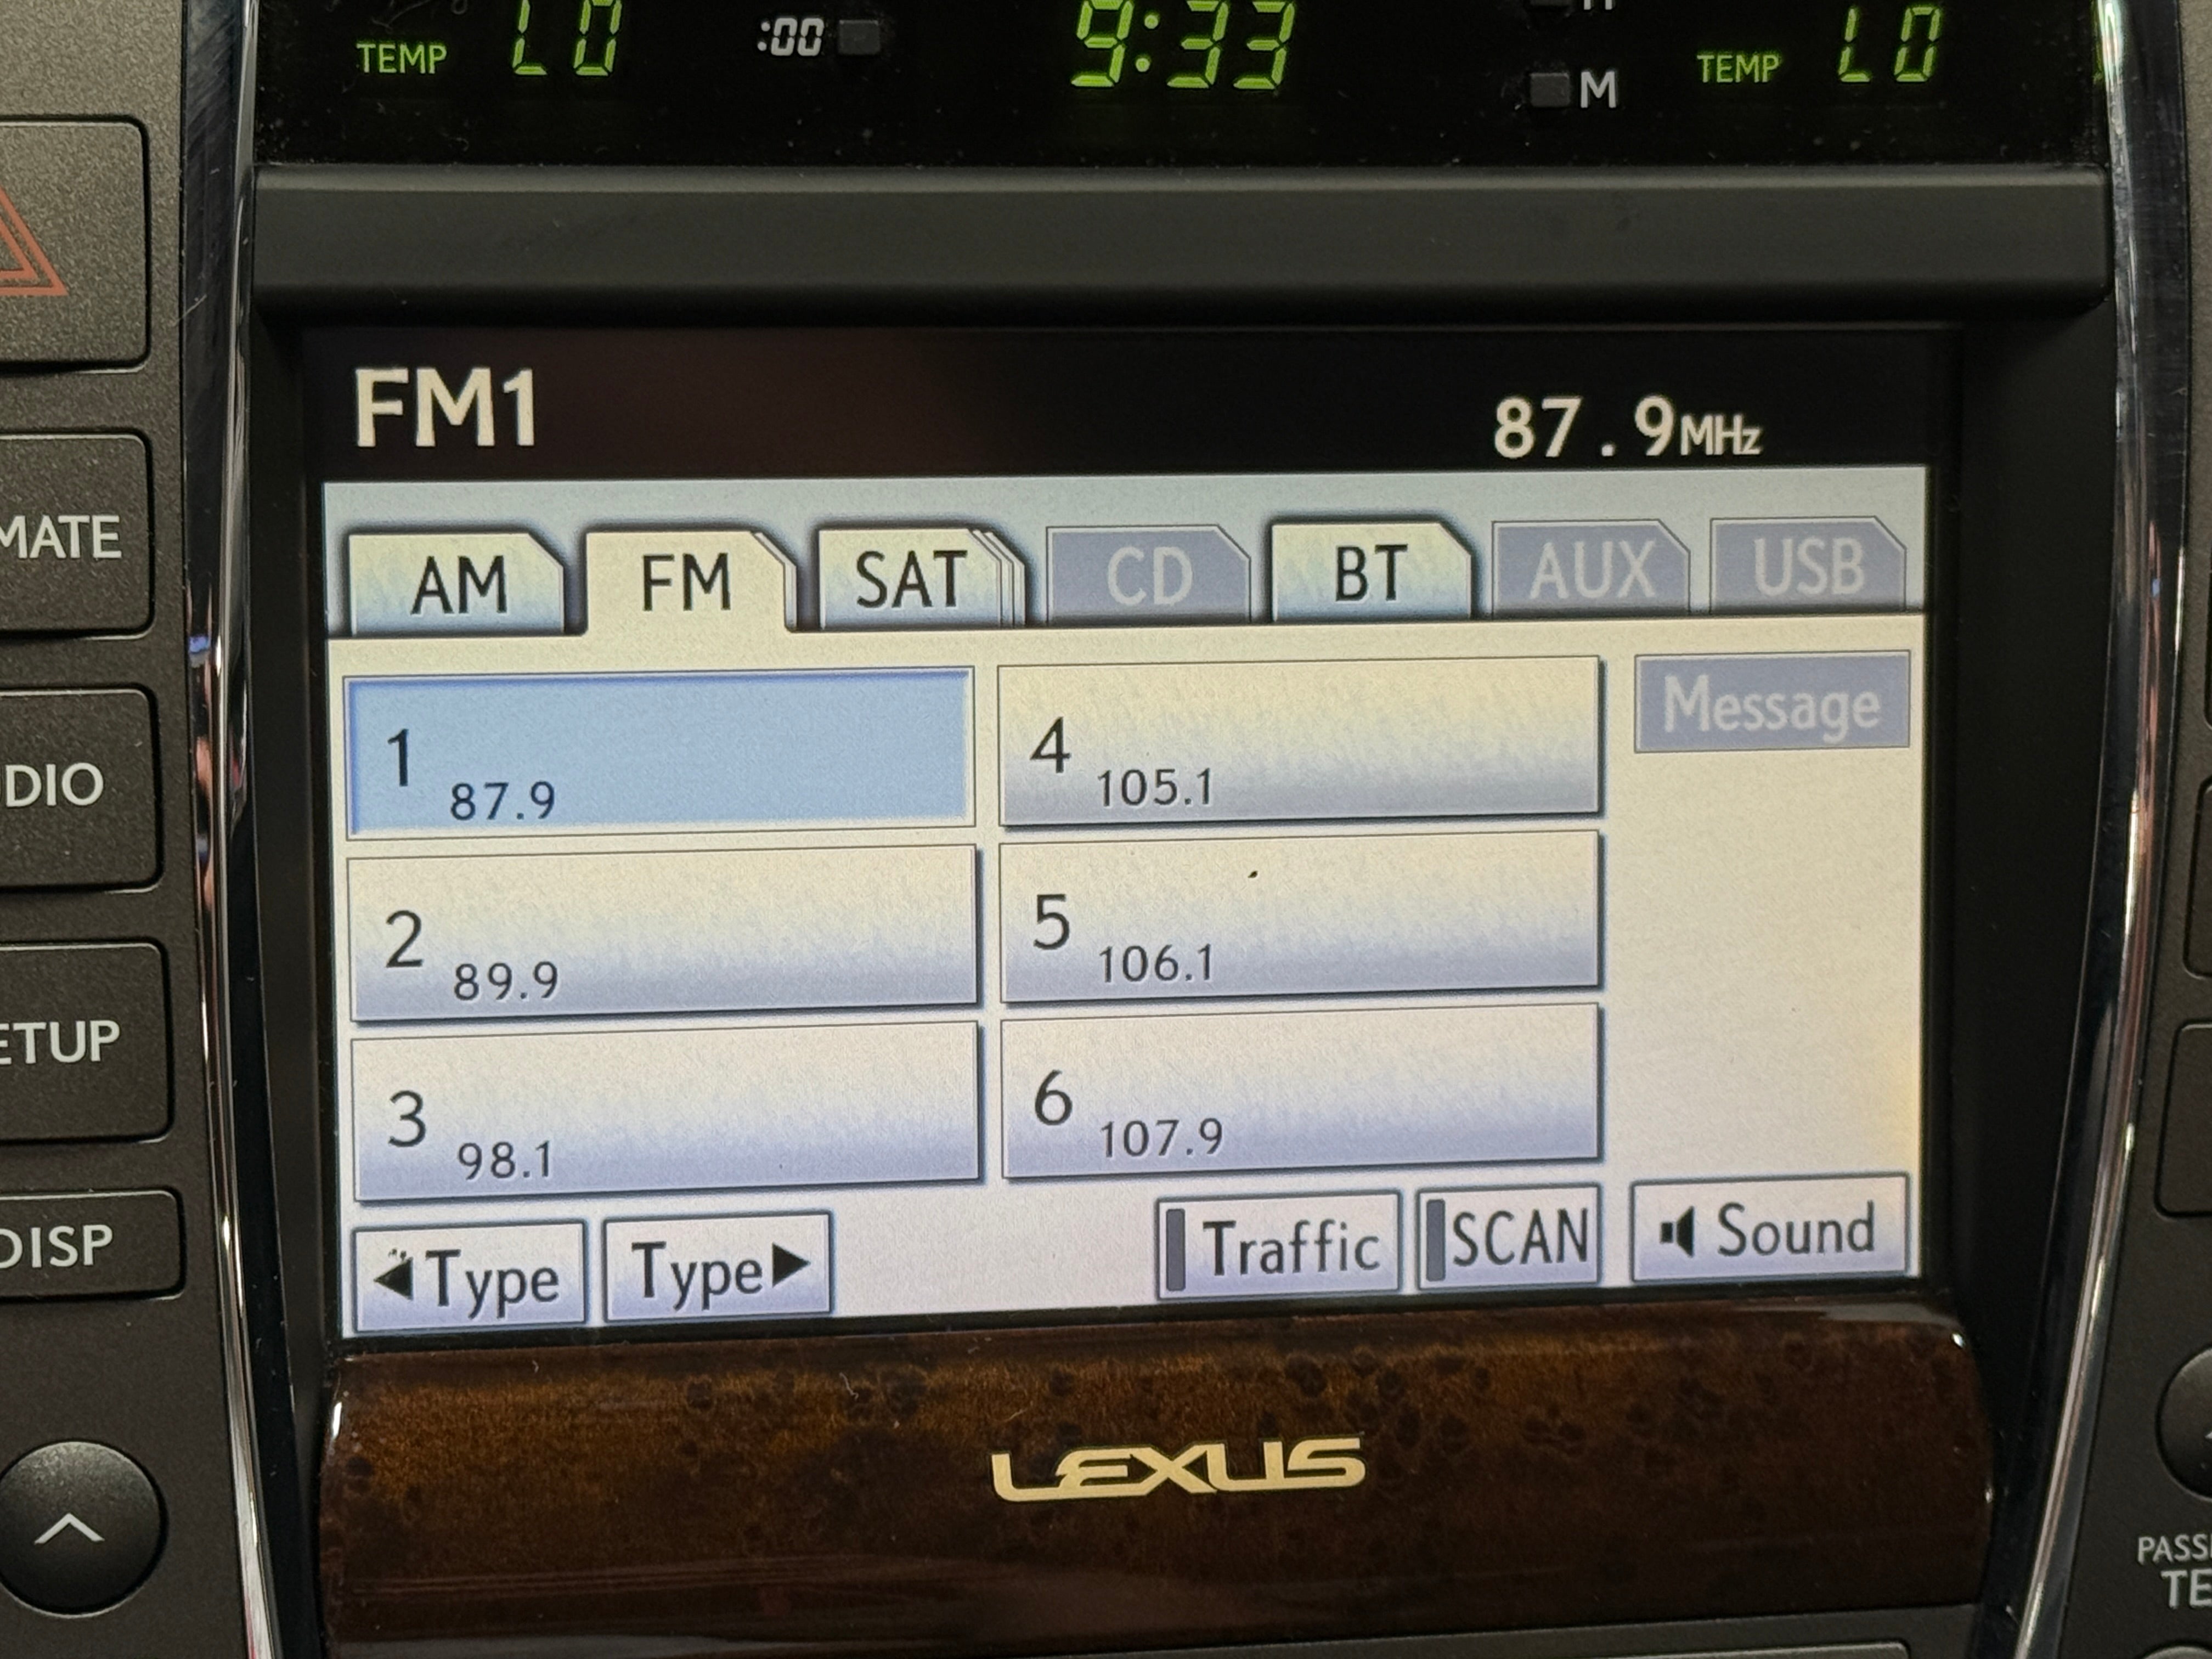 TEMP LO :00 9:33 M TEMP LO
FM1 87.9MHz
AM FM SAT CD BT AUX USB
1 87.9
4 105.1
Message
2 89.9
5 106.1
3 98.1
6 107.9
◀Type Type▶ Traffic SCAN Sound
LEXUS
MATE
DIO
ETUP
DISP
PASS
TE